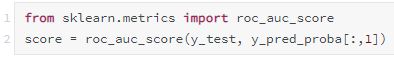 1 from sklearn.metrics import roc_auc_score
2 score = roc_auc_score(y_test, y_pred_proba[:,1])